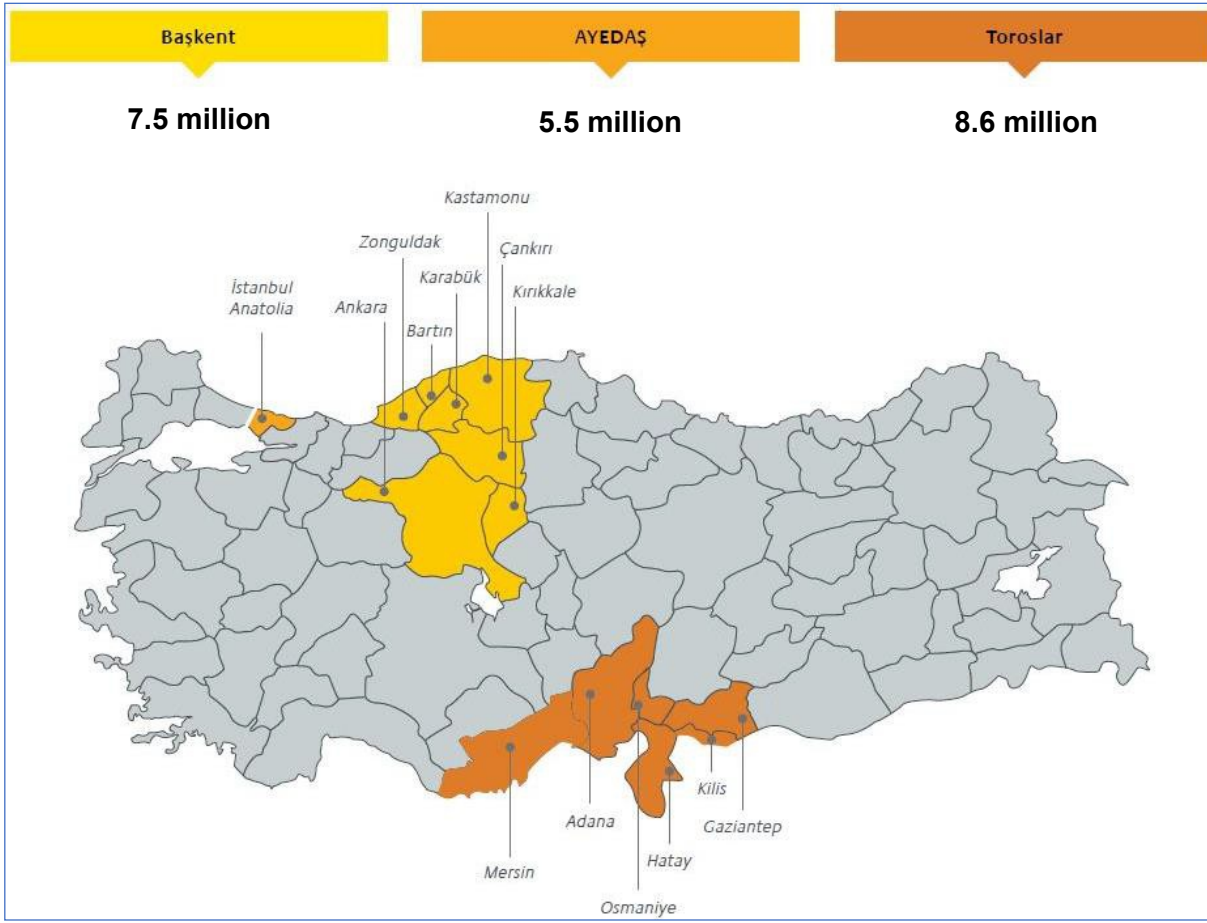 Başkent
AYEDAŞ
Toroslar
7.5 million
5.5 million
8.6 million
Kastamonu
Zonguldak
Çankırı
Karabük
İstanbul
Anatolia
Ankara
Kırıkkale
Bartın
Kilis
Adana
Gaziantep
Hatay
Mersin
Osmaniye